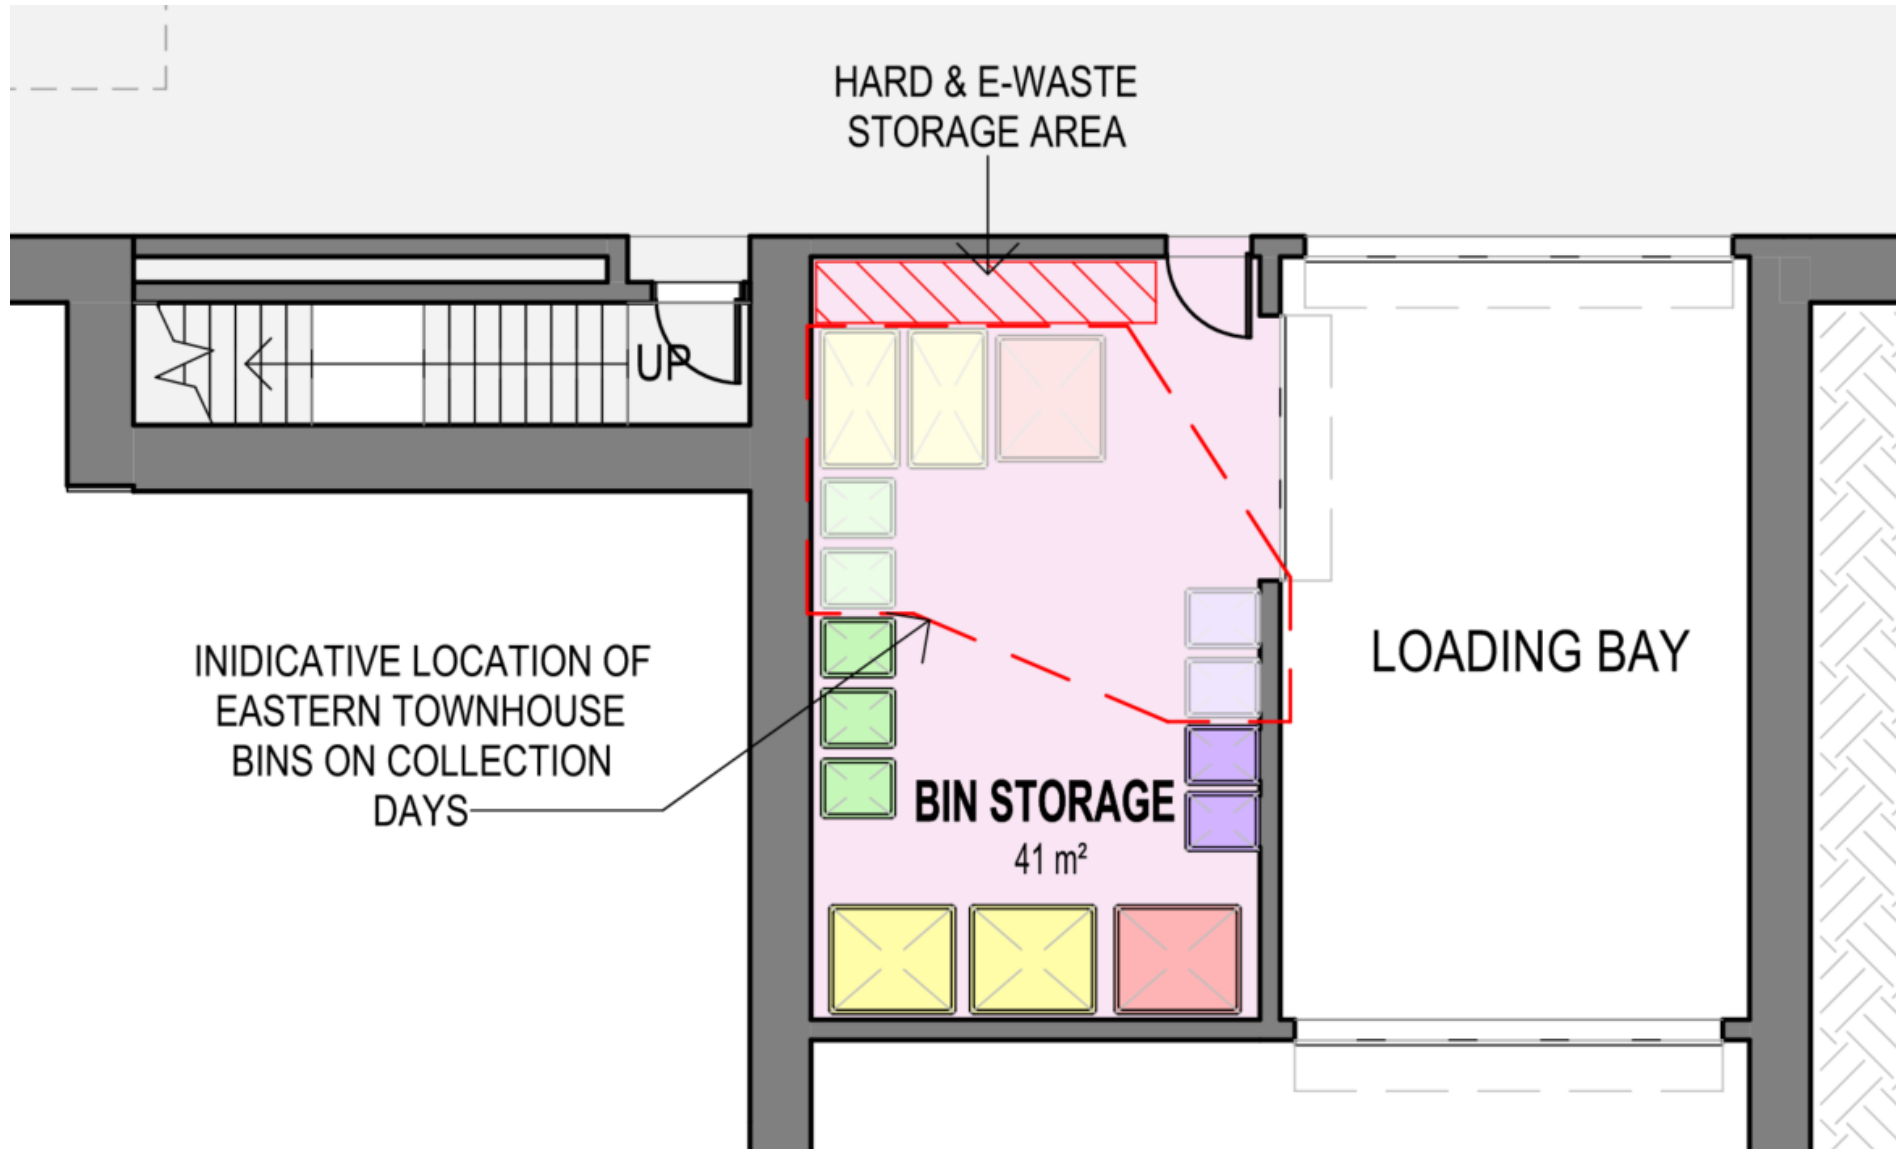 HARD & E-WASTE
STORAGE AREA
UP
INIDICATIVE LOCATION OF
EASTERN TOWNHOUSE
BINS ON COLLECTION
DAYS
LOADING BAY
BIN STORAGE
41 m²